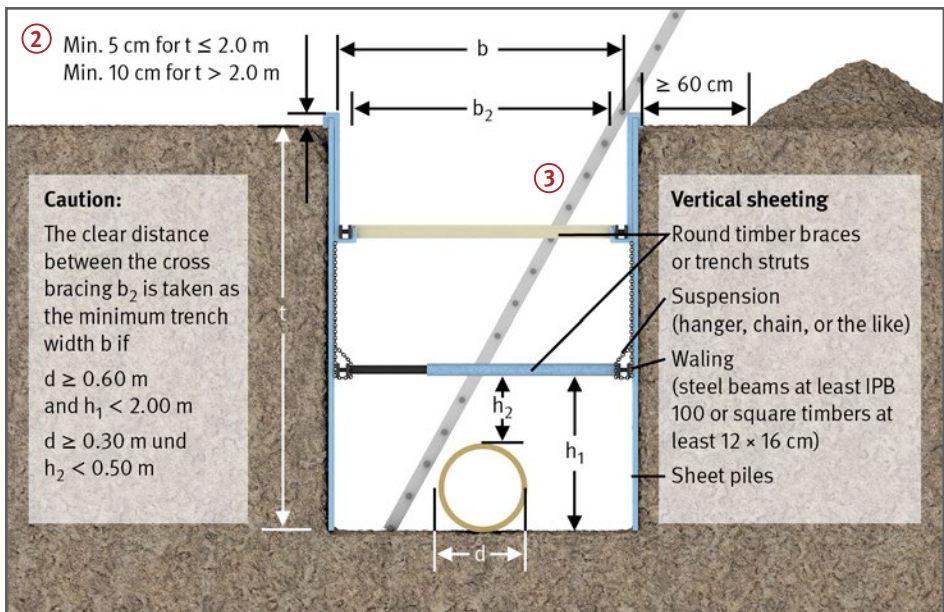 ②
Min. 5 cm for t ≤ 2.0 m
Min. 10 cm for t > 2.0 m
b
b₂
≥ 60 cm
③
t
Caution:
The clear distance
between the cross
bracing b₂ is taken as
the minimum trench
width b if
d ≥ 0.60 m
and h₁ < 2.00 m
d ≥ 0.30 m und
h₂ < 0.50 m
Vertical sheeting
Round timber braces
or trench struts
Suspension
(hanger, chain, or the like)
Waling
(steel beams at least IPB
100 or square timbers at
least 12 × 16 cm)
Sheet piles
h₂
h₁
d